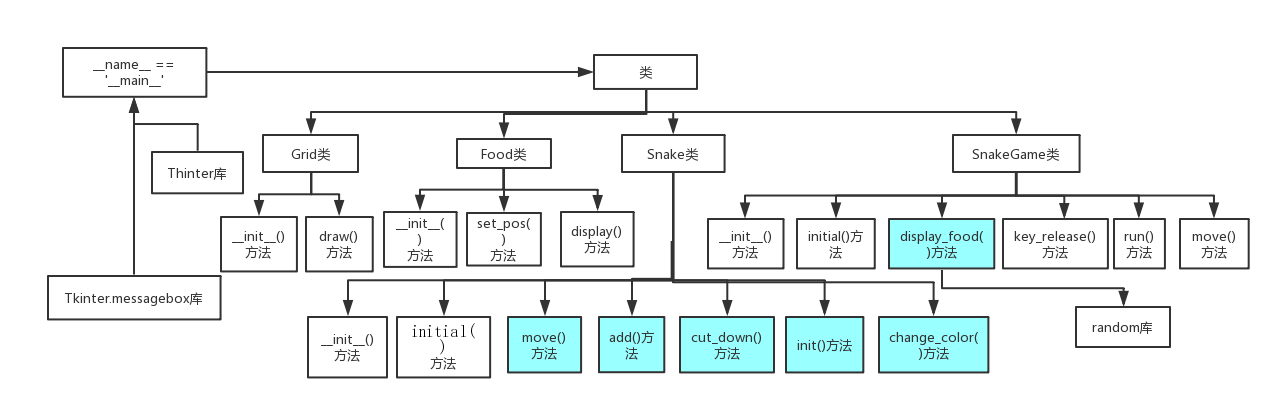 __name__ ==
'__main__'
类
Grid类
Food类
Snake类
SnakeGame类
Thinter库
__init__()
方法
draw()
方法
__init__(
)
方法
set_pos(
)
方法
display()
方法
__init__()
方法
initial()方
法
display_food(
)方法
key_release()
方法
run()
方法
move()
方法
Tkinter.messagebox库
random库
__init__()
方法
initial(
)
方法
move()
方法
add()方
法
cut_down()
方法
init()方法
change_color(
)方法